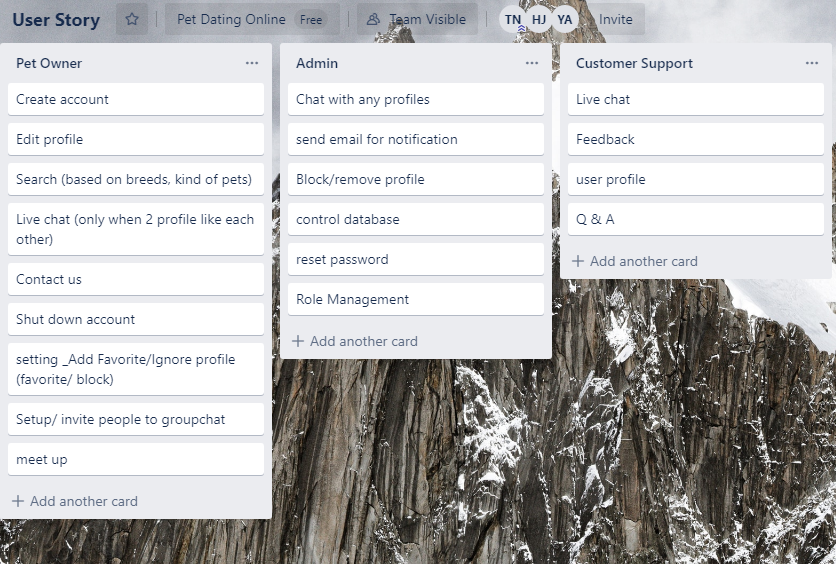 User Story
Pet Dating Online Free
Team Visible
TN HJ YA
Invite
Pet Owner
Create account
Edit profile
Search (based on breeds, kind of pets)
Live chat (only when 2 profile like each
other)
Contact us
Shut down account
setting _Add Favorite/Ignore profile
(favorite/ block)
Setup/ invite people to groupchat
meet up
+ Add another card
Admin
Chat with any profiles
send email for notification
Block/remove profile
control database
reset password
Role Management
+ Add another card
Customer Support
Live chat
Feedback
user profile
Q & A
+ Add another card